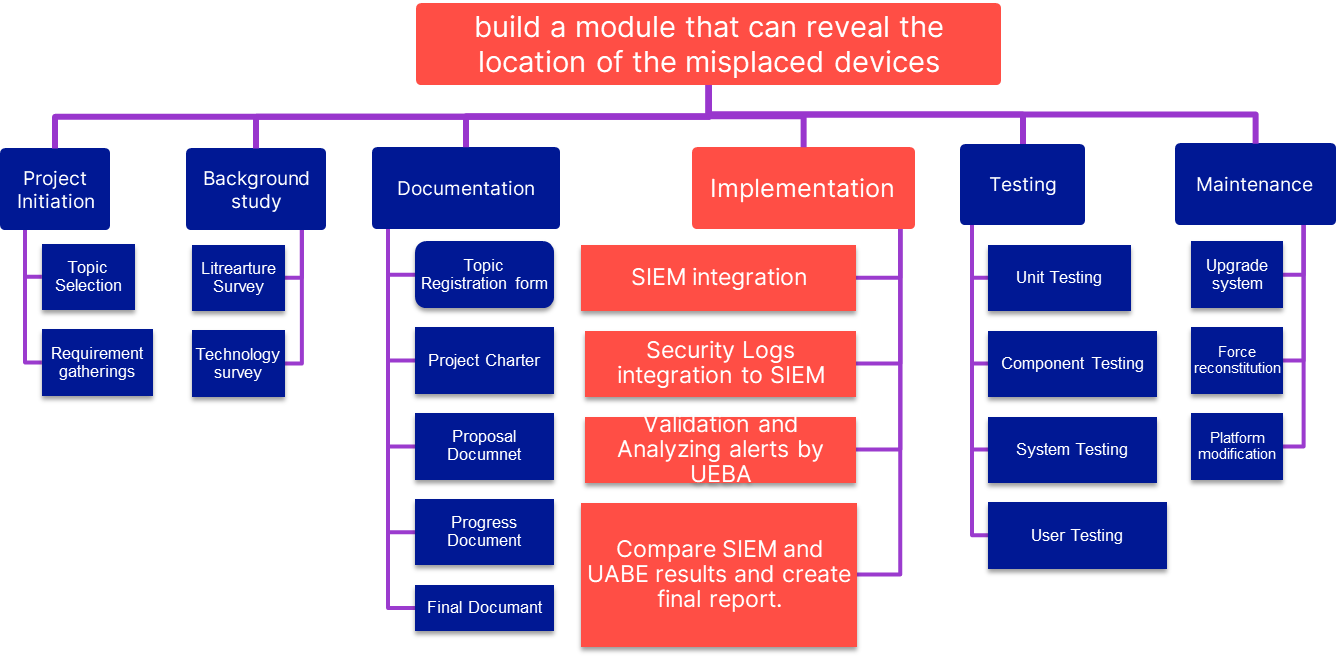 build a module that can reveal the
location of the misplaced devices
Project
Initiation
Topic
Selection
Requirement
gatherings
Background
study
Litrearture
Survey
Technology
survey
Documentation
Topic
Registration form
Project Charter
Proposal
Documnet
Progress
Document
Final Documant
Implementation
SIEM integration
Security Logs
integration to SIEM
Validation and
Analyzing alerts by
UEBA
Compare SIEM and
UABE results and create
final report.
Testing
Unit Testing
Component Testing
System Testing
User Testing
Maintenance
Upgrade
system
Force
reconstitution
Platform
modification